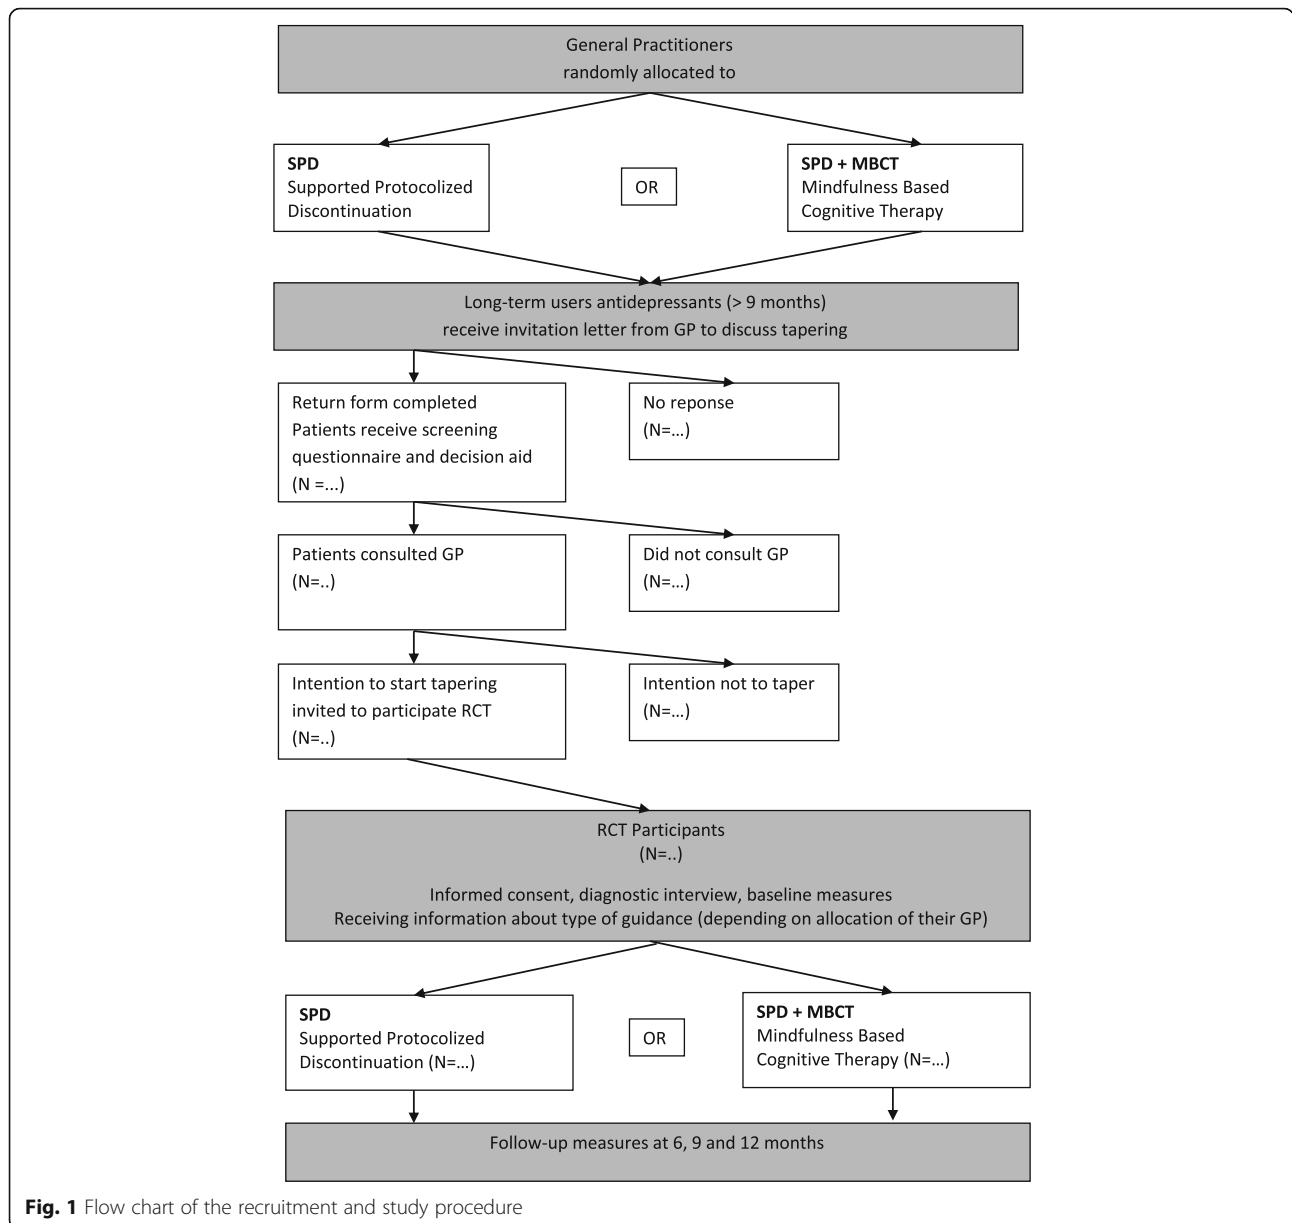 General Practitioners
randomly allocated to
SPD
Supported Protocolized
Discontinuation
OR
SPD + MBCT
Mindfulness Based
Cognitive Therapy
Long-term users antidepressants (> 9 months)
receive invitation letter from GP to discuss tapering
Return form completed
Patients receive screening
questionnaire and decision aid
(N =...)
No reponse
(N=...)
Patients consulted GP
(N=..)
Did not consult GP
(N=...)
Intention to start tapering
invited to participate RCT
(N=..)
Intention not to taper
(N=...)
RCT Participants
(N=..)
Informed consent, diagnostic interview, baseline measures
Receiving information about type of guidance (depending on allocation of their GP)
SPD
Supported Protocolized
Discontinuation (N=...)
OR
SPD + MBCT
Mindfulness Based
Cognitive Therapy (N=...)
Follow-up measures at 6, 9 and 12 months
Fig. 1 Flow chart of the recruitment and study procedure